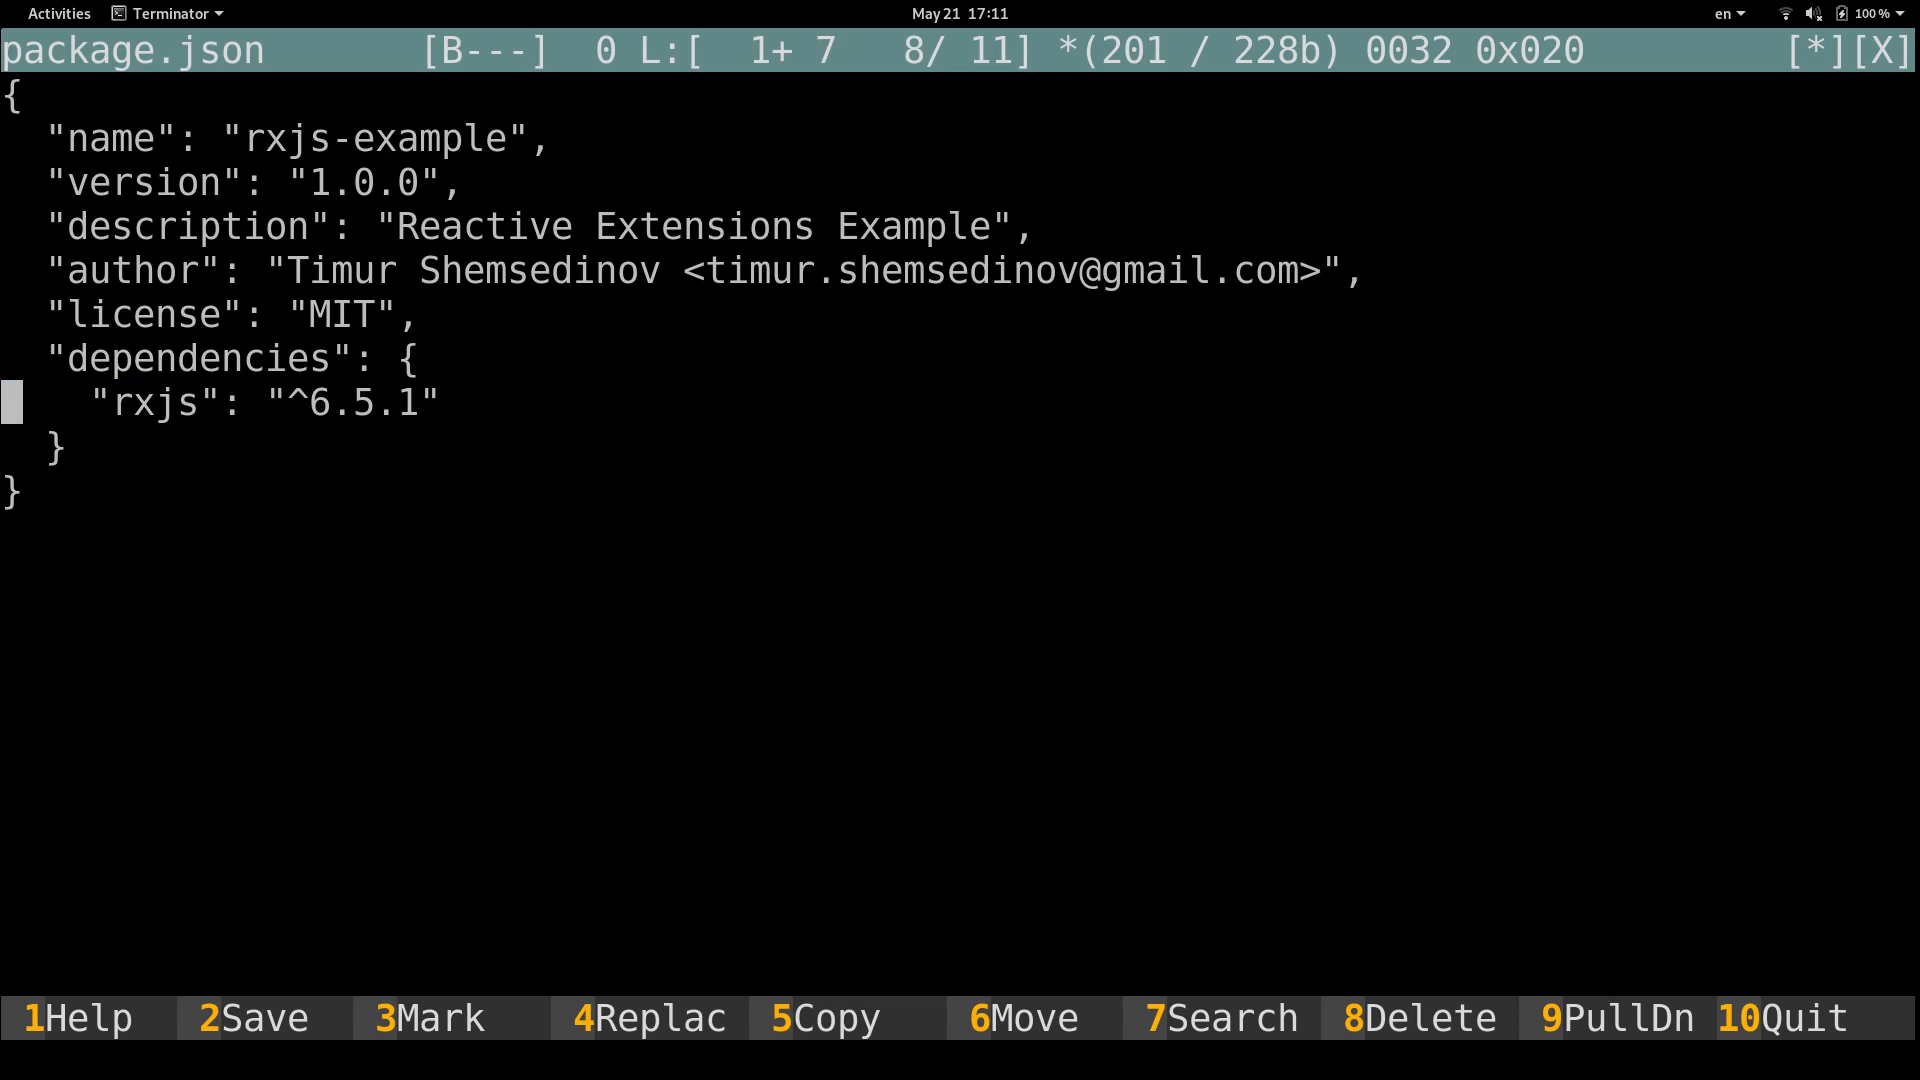 Activities Terminator May 21 17:11 en 100 %
package.json [B---] 0 L:[ 1+ 7 8/ 11] *(201 / 228b) 0032 0x020 [*][X]
{
  "name": "rxjs-example",
  "version": "1.0.0",
  "description": "Reactive Extensions Example",
  "author": "Timur Shemsedinov <timur.shemsedinov@gmail.com>",
  "license": "MIT",
  "dependencies": {
    "rxjs": "^6.5.1"
  }
}
1Help 2Save 3Mark 4Replac 5Copy 6Move 7Search 8Delete 9PullDn 10Quit